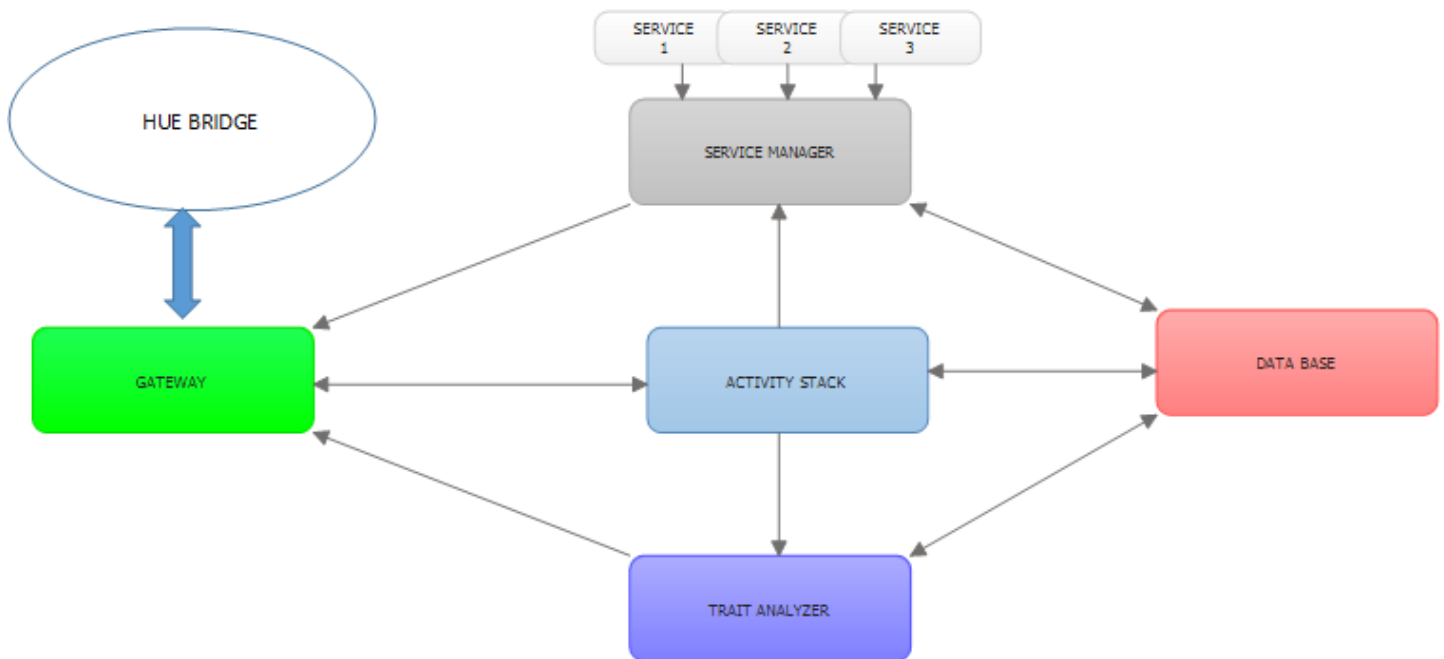 SERVICE
1
SERVICE
2
SERVICE
3
HUE BRIDGE
SERVICE MANAGER
GATEWAY
ACTIVITY STACK
DATA BASE
TRAIT ANALYZER